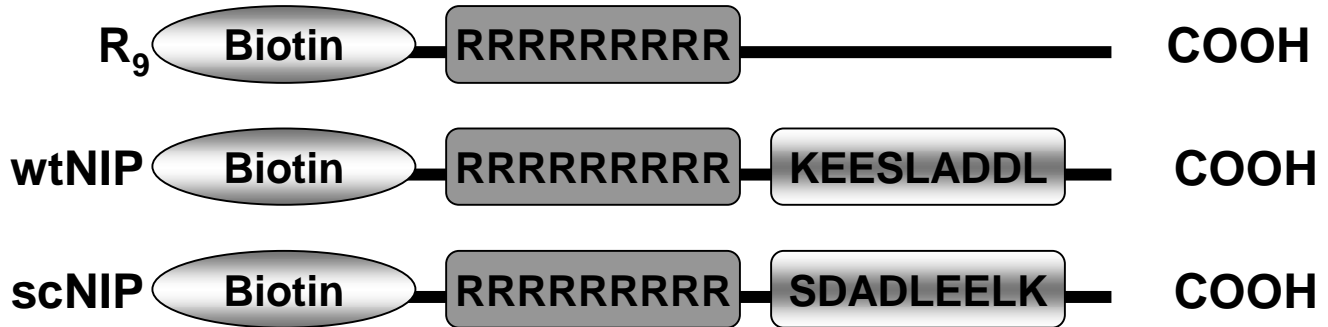 R9 Biotin RRRRRRRRR COOH
wtNIP Biotin RRRRRRRRR KEESLADDL COOH
scNIP Biotin RRRRRRRRR SDADLEELK COOH